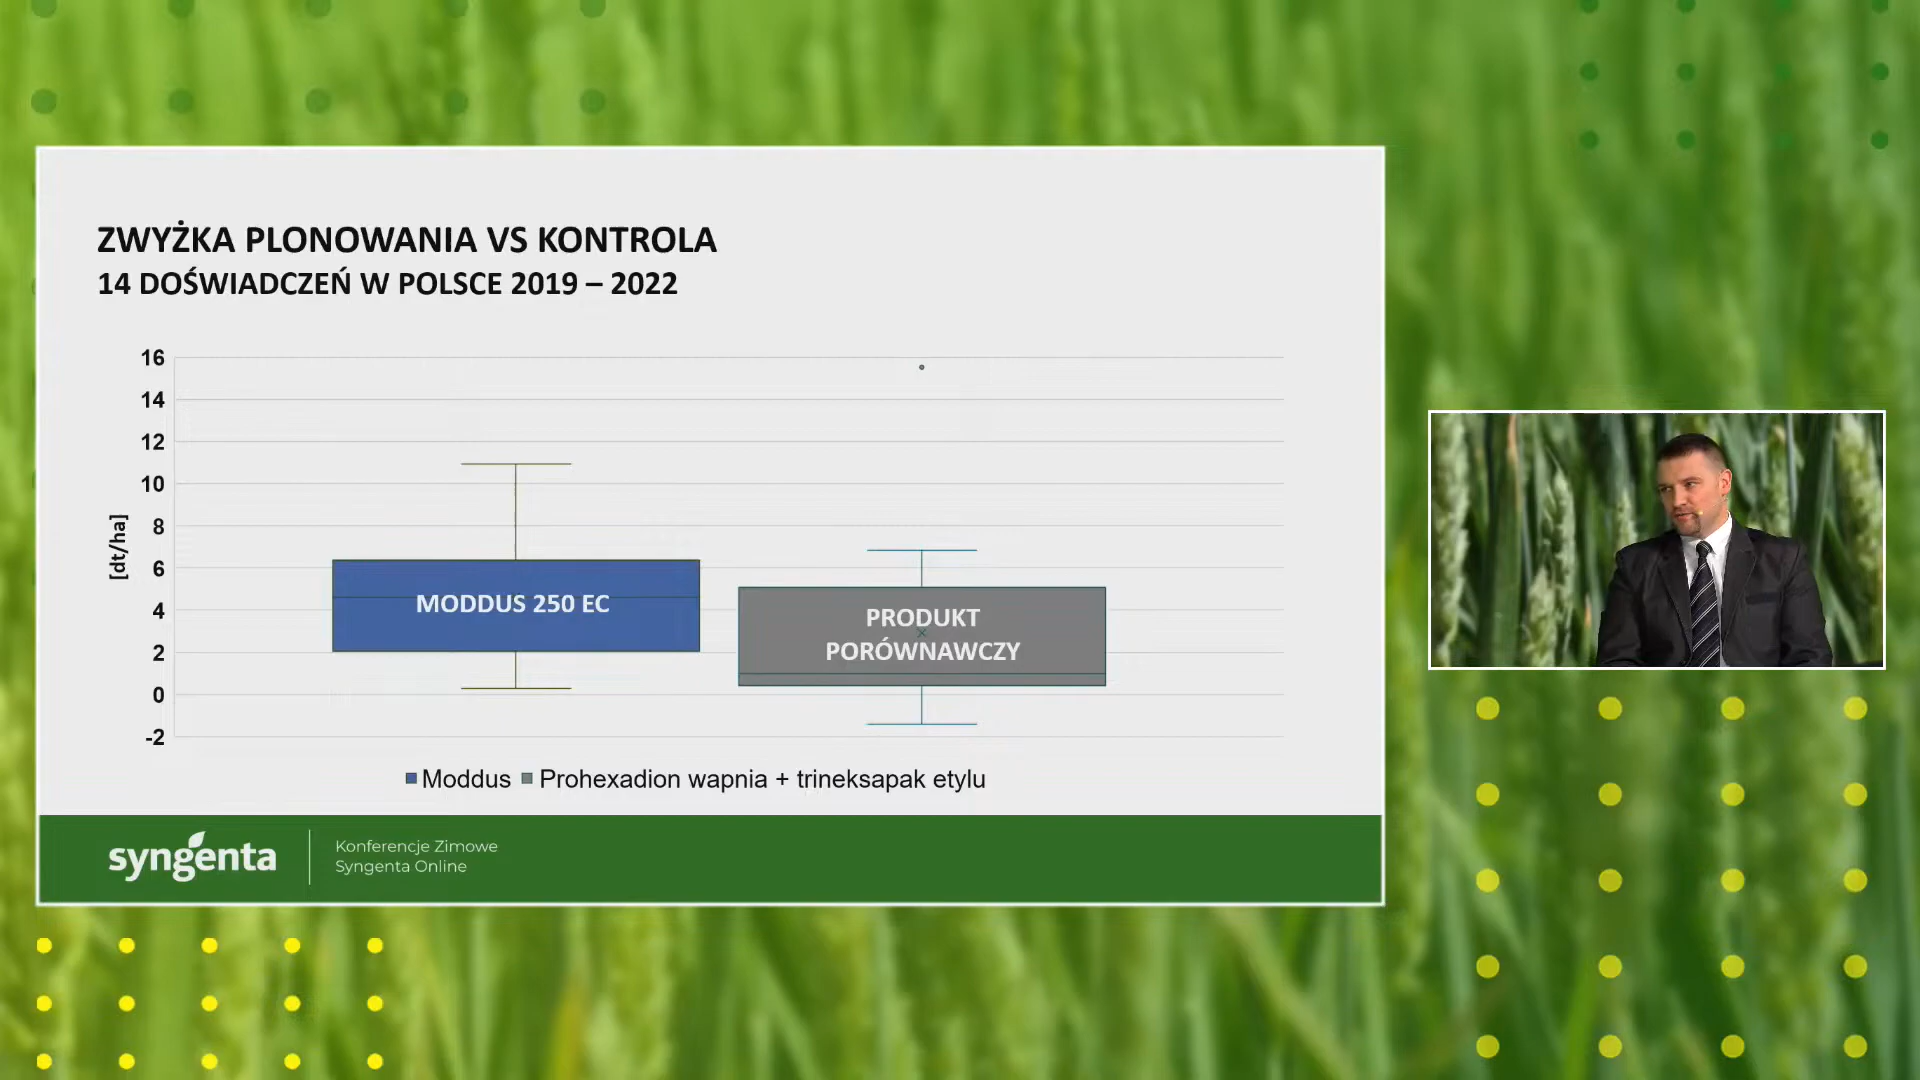 ZWYŻKA PLONOWANIA VS KONTROLA
14 DOŚWIADCZEŃ W POLSCE 2019 – 2022
16
14
12
10
8
6
4
2
0
-2
[dt/ha]
MODDUS 250 EC
PRODUKT
PORÓWNAWCZY
Moddus
Prohexadion wapnia + trineksapak etylu
syngenta
Konferencje Zimowe
Syngenta Online